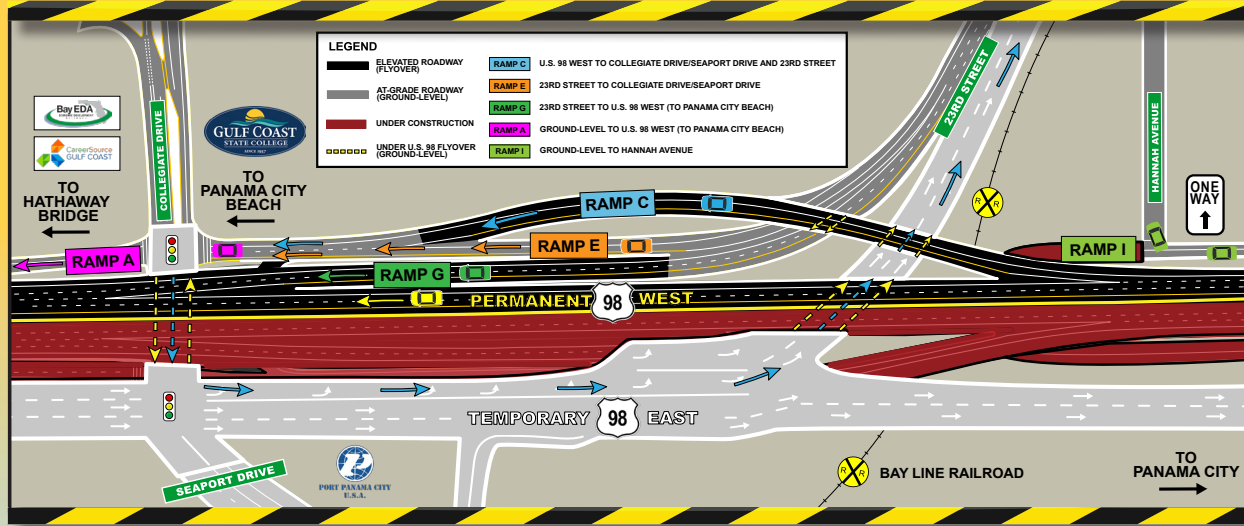 LEGEND
ELEVATED ROADWAY
(FLYOVER)
AT-GRADE ROADWAY
(GROUND-LEVEL)
UNDER CONSTRUCTION
UNDER U.S. 98 FLYOVER
(GROUND-LEVEL)
RAMP C U.S. 98 WEST TO COLLEGIATE DRIVE/SEAPORT DRIVE AND 23RD STREET
RAMP E 23RD STREET TO COLLEGIATE DRIVE/SEAPORT DRIVE
RAMP G 23RD STREET TO U.S. 98 WEST (TO PANAMA CITY BEACH)
RAMP A GROUND-LEVEL TO U.S. 98 WEST (TO PANAMA CITY BEACH)
RAMP I GROUND-LEVEL TO HANNAH AVENUE
BayEDA
CareerSource
GULF COAST
COLLEGIATE DRIVE
GULF COAST
STATE COLLEGE
SINCE 1957
23RD STREET
HANNAH AVENUE
TO
HATHAWAY
BRIDGE
TO
PANAMA CITY
BEACH
ONE
WAY
R R
RAMP C
RAMP E
RAMP A
RAMP G
RAMP I
PERMANENT 98 WEST
TEMPORARY 98 EAST
SEAPORT DRIVE
PORT PANAMA CITY
U.S.A.
R R
BAY LINE RAILROAD
TO
PANAMA CITY